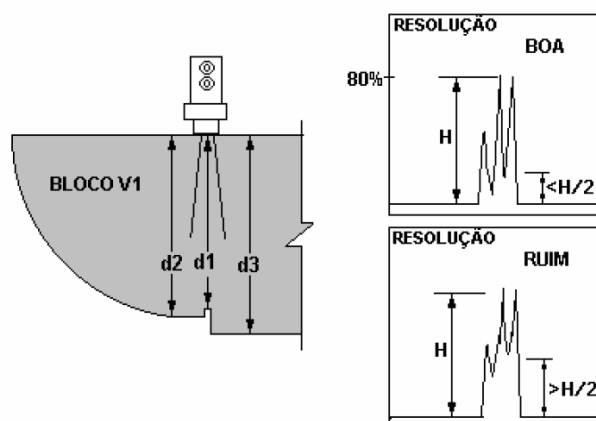 RESOLUÇÃO
BOA
80%
H
<H/2
BLOCO V1
d2
d1
d3
RESOLUÇÃO
RUIM
H
>H/2